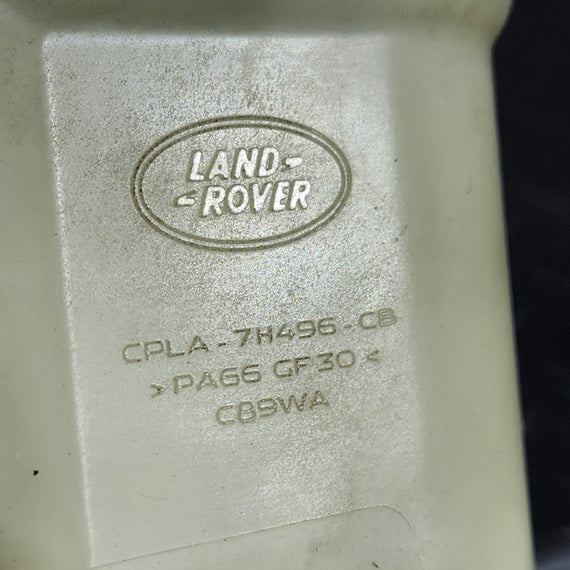 LAND-
-ROVER
CPLA-7H496-CB
>PA66 GF30<
C89WA